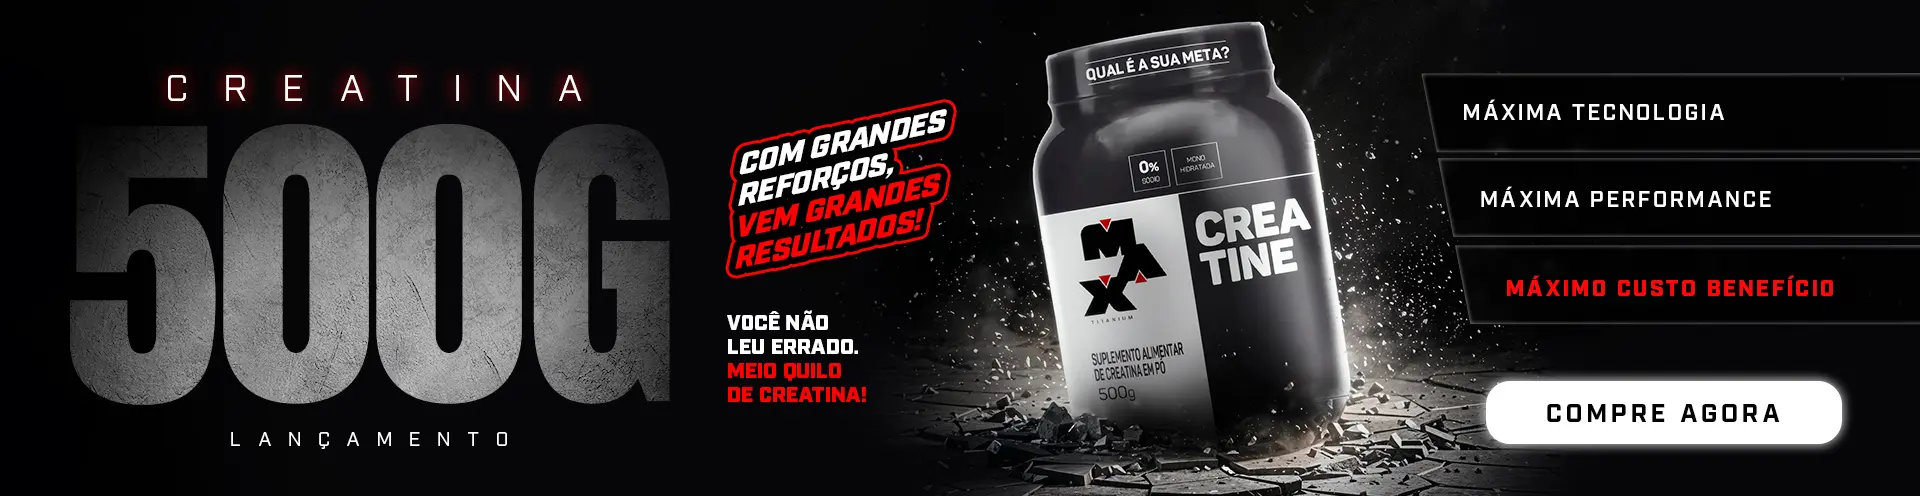 CREATINA
500G
LANÇAMENTO
COM GRANDES
REFORÇOS,
VEM GRANDES
RESULTADOS!
VOCÊ NÃO
LEU ERRADO.
MEIO QUILO
DE CREATINA!
QUAL É A SUA META?
0%
SÓDIO
MONO
HIDRATADA
MAX
TITANIUM
CREA
TINE
SUPLEMENTO ALIMENTAR
DE CREATINA EM PÓ
500g
MÁXIMA TECNOLOGIA
MÁXIMA PERFORMANCE
MÁXIMO CUSTO BENEFÍCIO
COMPRE AGORA